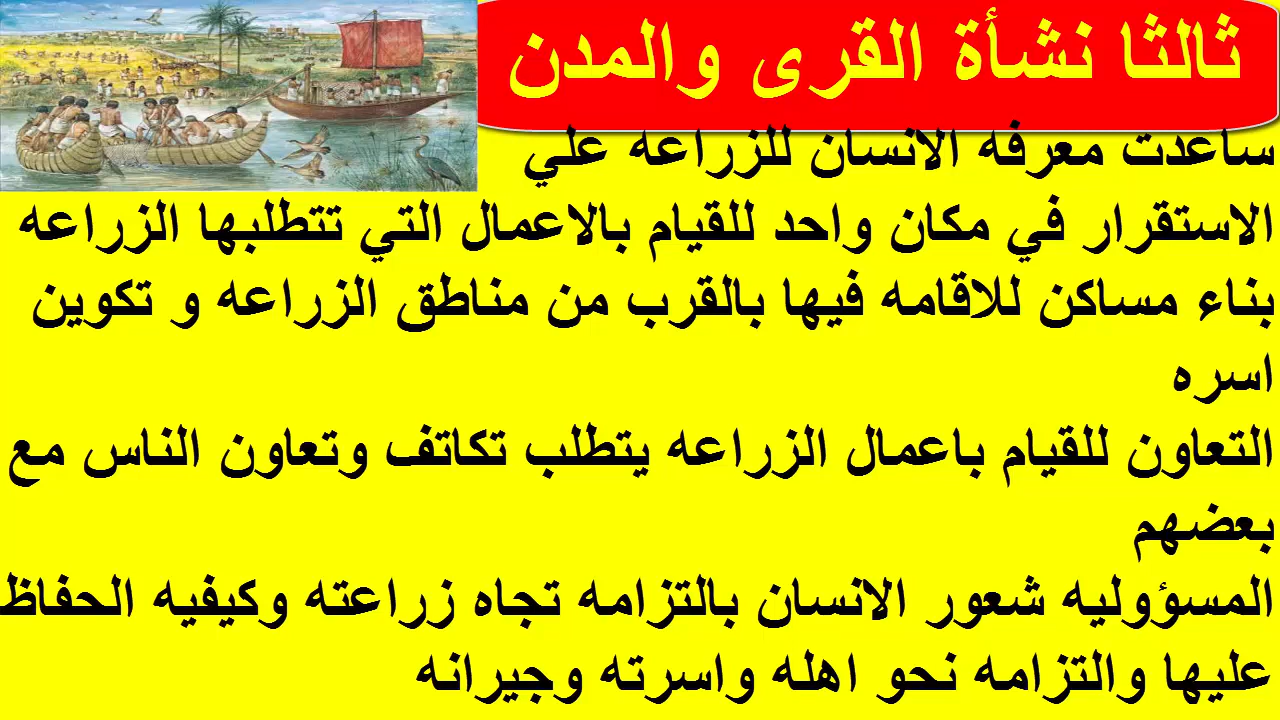 ثالثا نشأة القرى والمدن
ساعدت معرفه الانسان للزراعه علي
الاستقرار في مكان واحد للقيام بالاعمال التي تتطلبها الزراعه
بناء مساكن للاقامه فيها بالقرب من مناطق الزراعه و تكوين
اسره
التعاون للقيام باعمال الزراعه يتطلب تكاتف وتعاون الناس مع
بعضهم
المسؤوليه شعور الانسان بالتزامه تجاه زراعته وكيفيه الحفاظ
عليها والتزامه نحو اهله واسرته وجيرانه